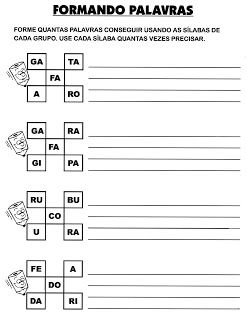 FORMANDO PALAVRAS
FORME QUANTAS PALAVRAS CONSEGUIR USANDO AS SÍLABAS DE
CADA GRUPO. USE CADA SÍLABA QUANTAS VEZES PRECISAR.
GA TA
FA
A RO
GA RA
FA
GI PA
RU BU
CO
U RA
FE A
DO
DA RI